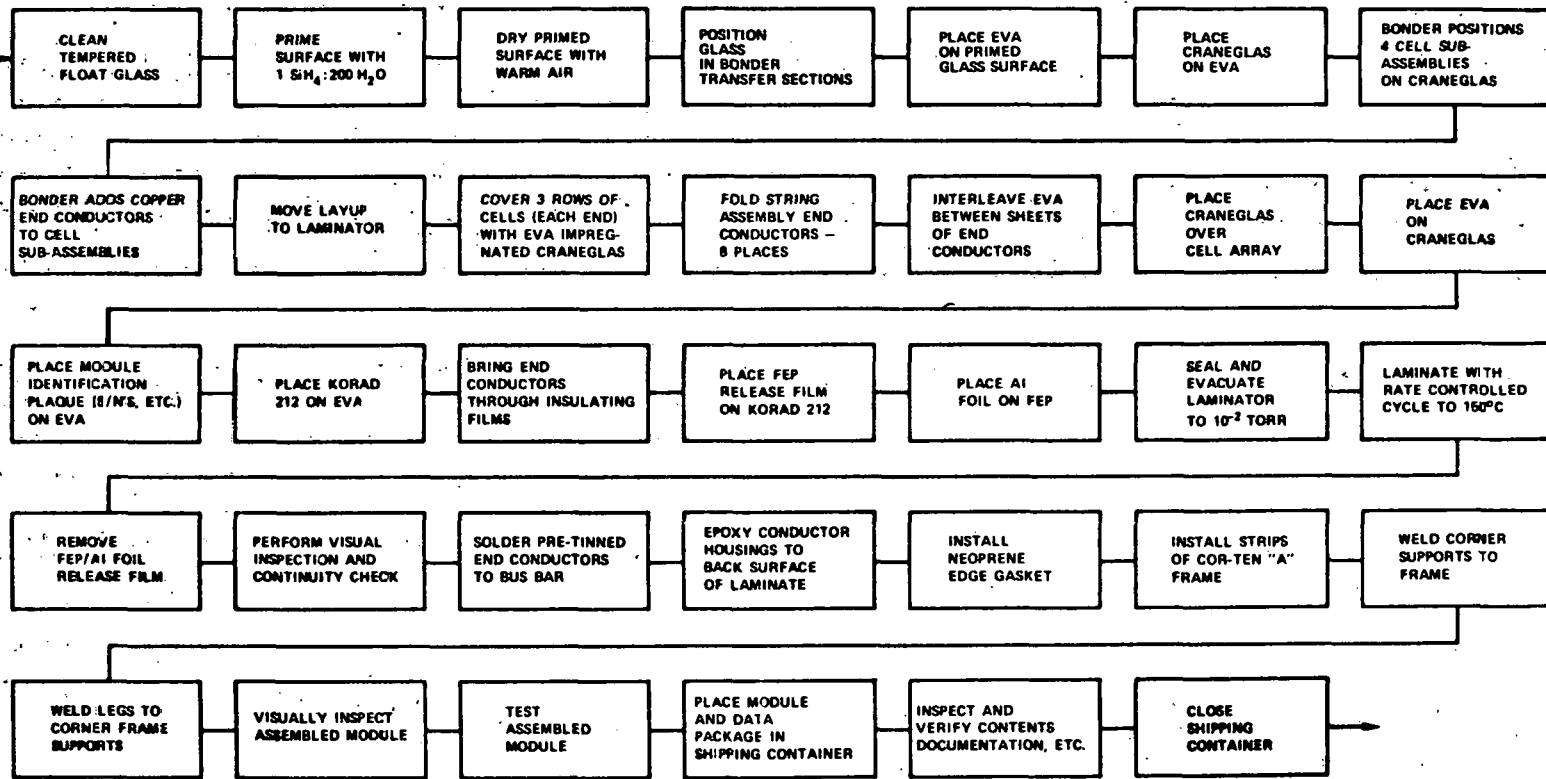 CLEAN
TEMPERED
FLOAT GLASS
PRIME
SURFACE WITH
1 SiH4:200 H2O
DRY PRIMED
SURFACE WITH
WARM AIR
POSITION
GLASS
IN BONDER
TRANSFER SECTIONS
PLACE EVA
ON PRIMED
GLASS SURFACE
PLACE
CRANEGLAS
ON EVA
BONDER POSITIONS
4 CELL SUB-
ASSEMBLIES
ON CRANEGLAS
BONDER ADDS COPPER
END CONDUCTORS
TO CELL
SUB-ASSEMBLIES
MOVE LAYUP
TO LAMINATOR
COVER 3 ROWS OF
CELLS (EACH END)
WITH EVA IMPREG-
NATED CRANEGLAS
FOLD STRING
ASSEMBLY END
CONDUCTORS –
8 PLACES
INTERLEAVE EVA
BETWEEN SHEETS
OF END
CONDUCTORS
PLACE
CRANEGLAS
OVER
CELL ARRAY
PLACE EVA
ON
CRANEGLAS
PLACE MODULE
IDENTIFICATION
PLAQUE (S/N'S, ETC.)
ON EVA
PLACE KORAD
212 ON EVA
BRING END
CONDUCTORS
THROUGH INSULATING
FILMS
PLACE FEP
RELEASE FILM
ON KORAD 212
PLACE Al
FOIL ON FEP
SEAL AND
EVACUATE
LAMINATOR
TO 10-2 TORR
LAMINATE WITH
RATE CONTROLLED
CYCLE TO 150°C
REMOVE
FEP/Al FOIL
RELEASE FILM
PERFORM VISUAL
INSPECTION AND
CONTINUITY CHECK
SOLDER PRE-TINNED
END CONDUCTORS
TO BUS BAR
EPOXY CONDUCTOR
HOUSINGS TO
BACK SURFACE
OF LAMINATE
INSTALL
NEOPRENE
EDGE GASKET
INSTALL STRIPS
OF COR-TEN "A"
FRAME
WELD CORNER
SUPPORTS TO
FRAME
WELD LEGS TO
CORNER FRAME
SUPPORTS
VISUALLY INSPECT
ASSEMBLED MODULE
TEST
ASSEMBLED
MODULE
PLACE MODULE
AND DATA
PACKAGE IN
SHIPPING CONTAINER
INSPECT AND
VERIFY CONTENTS
DOCUMENTATION, ETC.
CLOSE
SHIPPING
CONTAINER